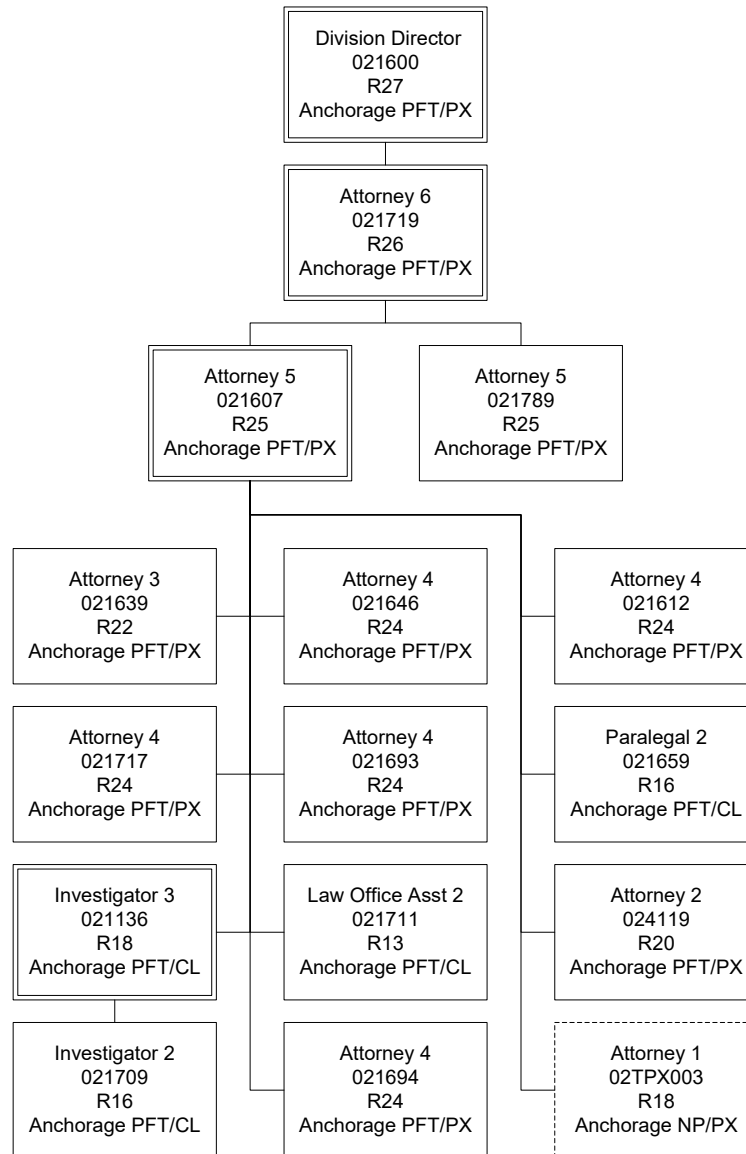 Division Director
021600
R27
Anchorage PFT/PX
Attorney 6
021719
R26
Anchorage PFT/PX
Attorney 5
021607
R25
Anchorage PFT/PX
Attorney 5
021789
R25
Anchorage PFT/PX
Attorney 3
021639
R22
Anchorage PFT/PX
Attorney 4
021646
R24
Anchorage PFT/PX
Attorney 4
021612
R24
Anchorage PFT/PX
Attorney 4
021717
R24
Anchorage PFT/PX
Attorney 4
021693
R24
Anchorage PFT/PX
Paralegal 2
021659
R16
Anchorage PFT/CL
Investigator 3
021136
R18
Anchorage PFT/CL
Law Office Asst 2
021711
R13
Anchorage PFT/CL
Attorney 2
024119
R20
Anchorage PFT/PX
Investigator 2
021709
R16
Anchorage PFT/CL
Attorney 4
021694
R24
Anchorage PFT/PX
Attorney 1
02TPX003
R18
Anchorage NP/PX